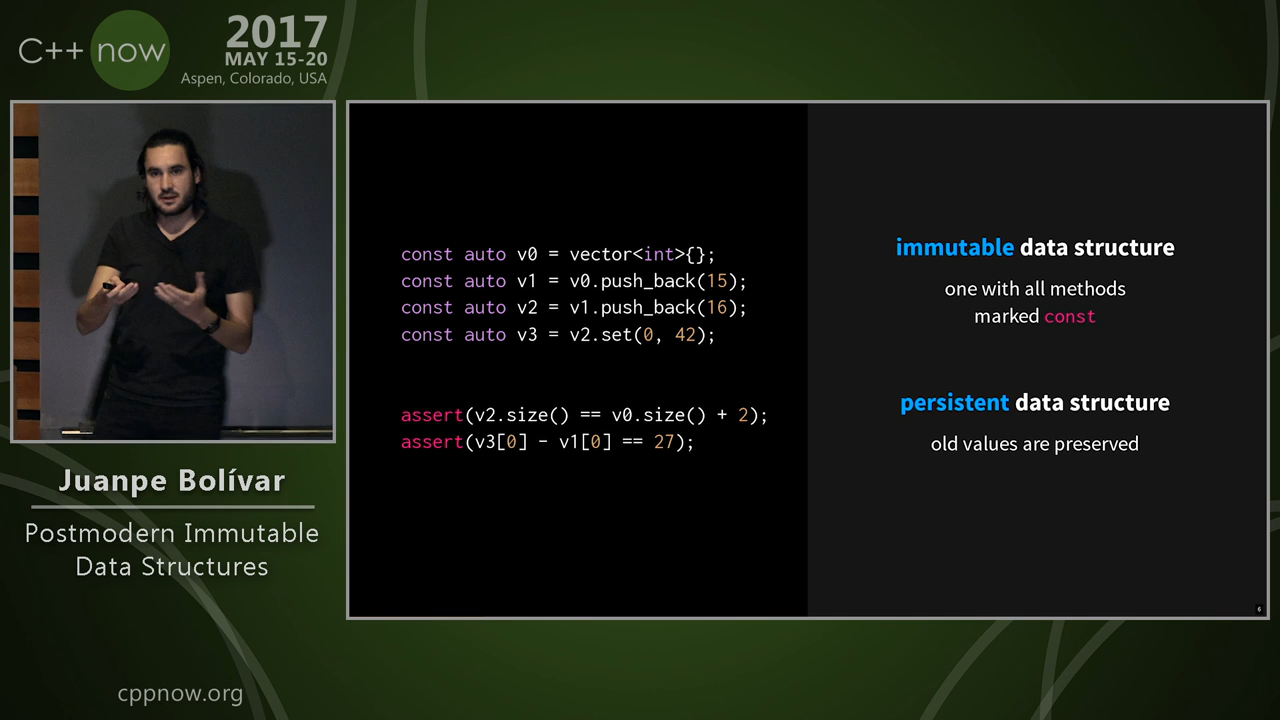 C++ now
2017
MAY 15-20
Aspen, Colorado, USA
Juanpe Bolívar
Postmodern Immutable
Data Structures
cppnow.org
const auto v0 = vector<int>{};
const auto v1 = v0.push_back(15);
const auto v2 = v1.push_back(16);
const auto v3 = v2.set(0, 42);
assert(v2.size() == v0.size() + 2);
assert(v3[0] - v1[0] == 27);
immutable data structure
one with all methods
marked const
persistent data structure
old values are preserved
6